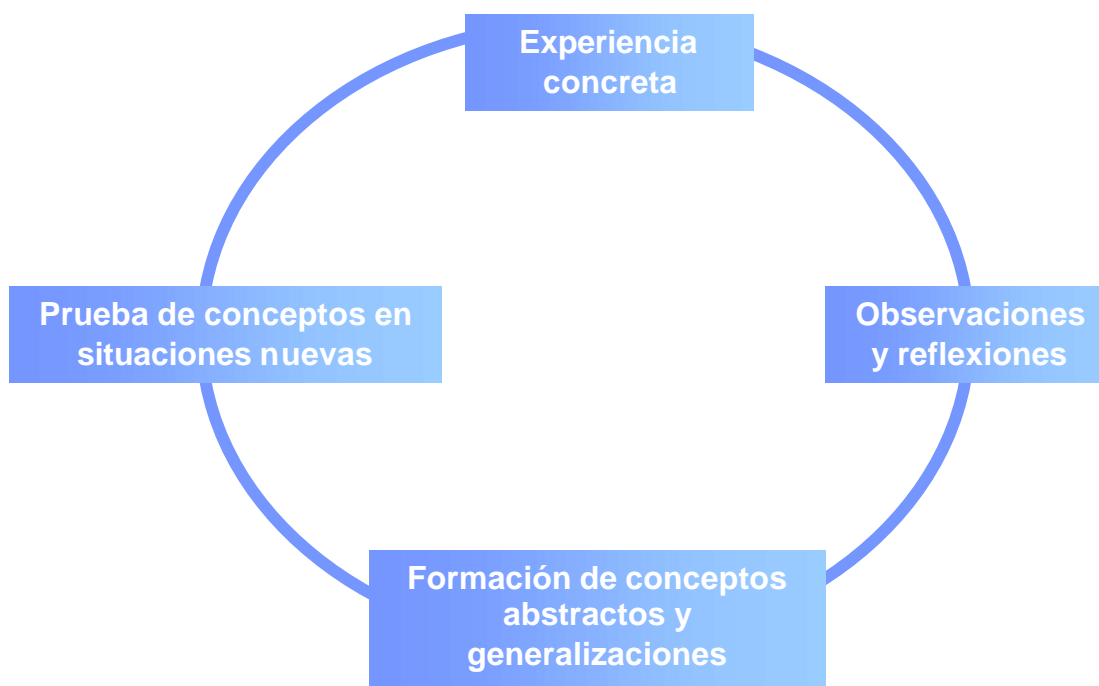 Experiencia
concreta
Prueba de conceptos en
situaciones nuevas
Observaciones
y reflexiones
Formación de conceptos
abstractos y
generalizaciones